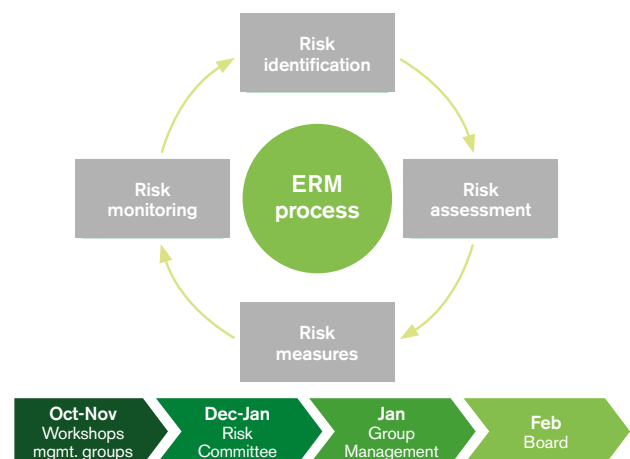 Risk
identification
Risk
monitoring
ERM
process
Risk
assessment
Risk
measures
Oct-Nov
Workshops
mgmt. groups
Dec-Jan
Risk
Committee
Jan
Group
Management
Feb
Board